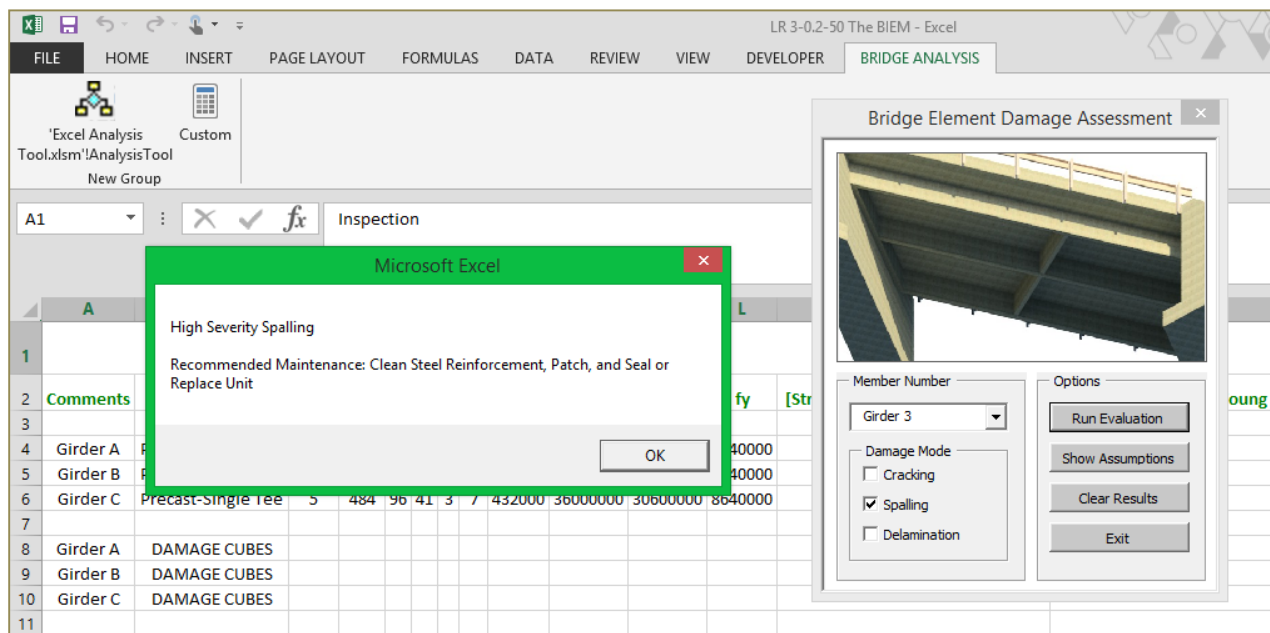 LR 3-0.2-50 The BIEM - Excel
FILE HOME INSERT PAGE LAYOUT FORMULAS DATA REVIEW VIEW DEVELOPER BRIDGE ANALYSIS
'Excel Analysis
Tool.xlsm'!AnalysisTool
Custom
New Group
A1 fx Inspection
Microsoft Excel
High Severity Spalling
Recommended Maintenance: Clean Steel Reinforcement, Patch, and Seal or
Replace Unit
OK
Bridge Element Damage Assessment
Member Number
Girder 3
Damage Mode
Cracking
Spalling
Delamination
Options
Run Evaluation
Show Assumptions
Clear Results
Exit
A L
1
2 Comments fy [Str oung
3
4 Girder A 40000
5 Girder B 40000
6 Girder C Precast-Single Tee 5 484 96 41 3 7 432000 36000000 30600000 8640000
7
8 Girder A DAMAGE CUBES
9 Girder B DAMAGE CUBES
10 Girder C DAMAGE CUBES
11